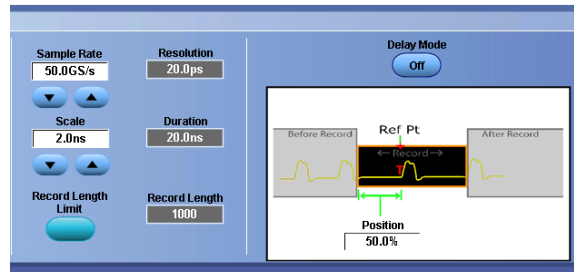 Sample Rate
50.0GS/s
Scale
2.0ns
Record Length
Limit
Resolution
20.0ps
Duration
20.0ns
Record Length
1000
Delay Mode
Off
Before Record
Ref Pt
After Record
←Record→
Position
50.0%